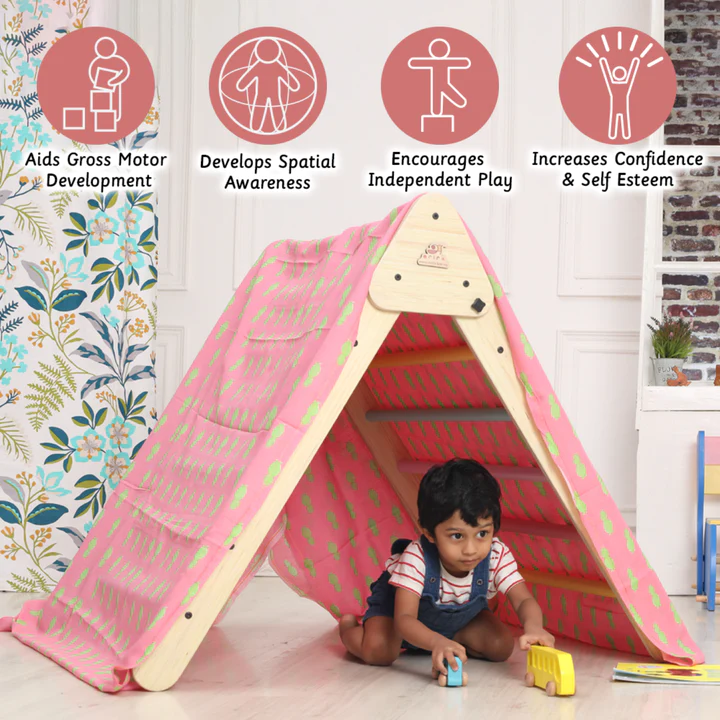 Aids Gross Motor
Development
Develops Spatial
Awareness
Encourages
Independent Play
Increases Confidence
& Self Esteem